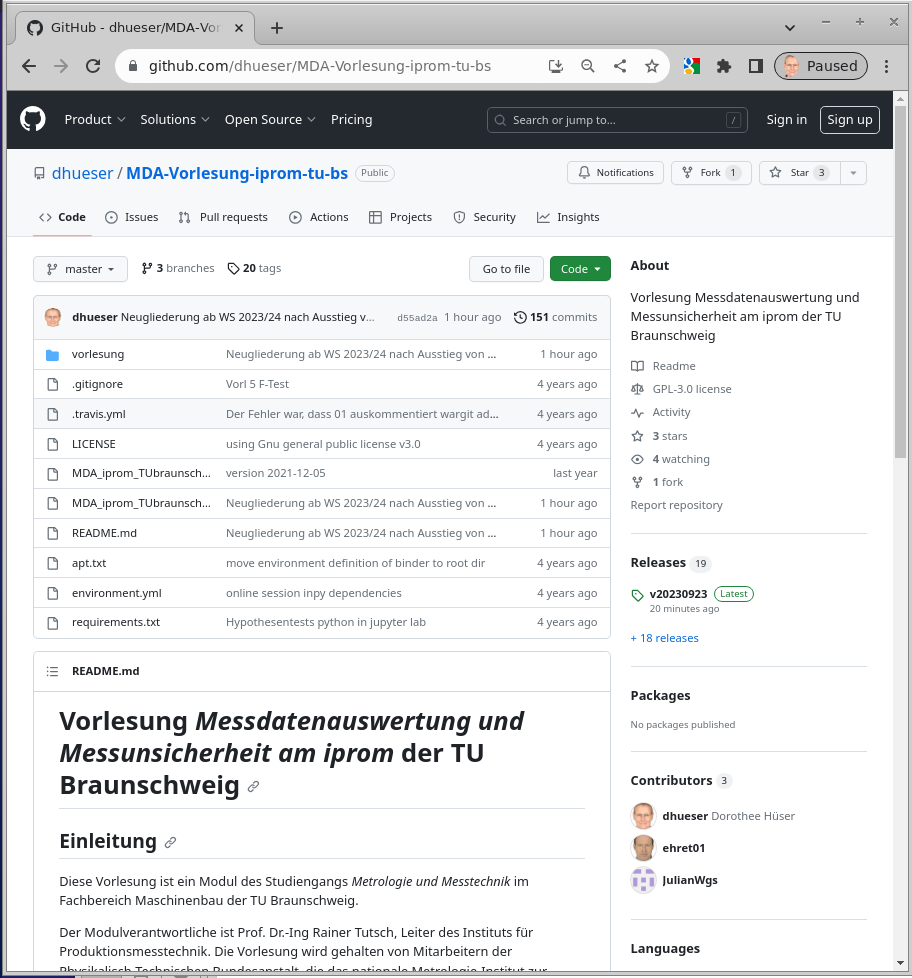 GitHub - dhueser/MDA-Vor
github.com/dhueser/MDA-Vorlesung-iprom-tu-bs
Paused
Product Solutions Open Source Pricing Search or jump to... / Sign in Sign up
dhueser / MDA-Vorlesung-iprom-tu-bs Public Notifications Fork 1 Star 3
Code Issues Pull requests Actions Projects Security Insights
master 3 branches 20 tags Go to file Code
dhueser Neugliederung ab WS 2023/24 nach Ausstieg v... d55ad2a 1 hour ago 151 commits
vorlesung Neugliederung ab WS 2023/24 nach Ausstieg von ... 1 hour ago
.gitignore Vorl 5 F-Test 4 years ago
.travis.yml Der Fehler war, dass 01 auskommentiert wargit ad... 4 years ago
LICENSE using Gnu general public license v3.0 4 years ago
MDA_iprom_TUbraunsch... version 2021-12-05 last year
MDA_iprom_TUbraunsch... Neugliederung ab WS 2023/24 nach Ausstieg von ... 1 hour ago
README.md Neugliederung ab WS 2023/24 nach Ausstieg von ... 1 hour ago
apt.txt move environment definition of binder to root dir 4 years ago
environment.yml online session inpy dependencies 4 years ago
requirements.txt Hypothesentests python in jupyter lab 4 years ago
README.md
Vorlesung Messdatenauswertung und
Messunsicherheit am iprom der TU
Braunschweig
Einleitung
Diese Vorlesung ist ein Modul des Studiengangs Metrologie und Messtechnik im
Fachbereich Maschinenbau der TU Braunschweig.
Der Modulverantwortliche ist Prof. Dr.-Ing Rainer Tutsch, Leiter des Instituts für
Produktionsmesstechnik. Die Vorlesung wird gehalten von Mitarbeitern der
Physikalisch Technischen Bundesanstalt, die das nationale Metrologie Institut zur
About
Vorlesung Messdatenauswertung und
Messunsicherheit am iprom der TU
Braunschweig
Readme
GPL-3.0 license
Activity
3 stars
4 watching
1 fork
Report repository
Releases 19
v20230923 Latest
20 minutes ago
+ 18 releases
Packages
No packages published
Contributors 3
dhueser Dorothee Hüser
ehret01
JulianWgs
Languages